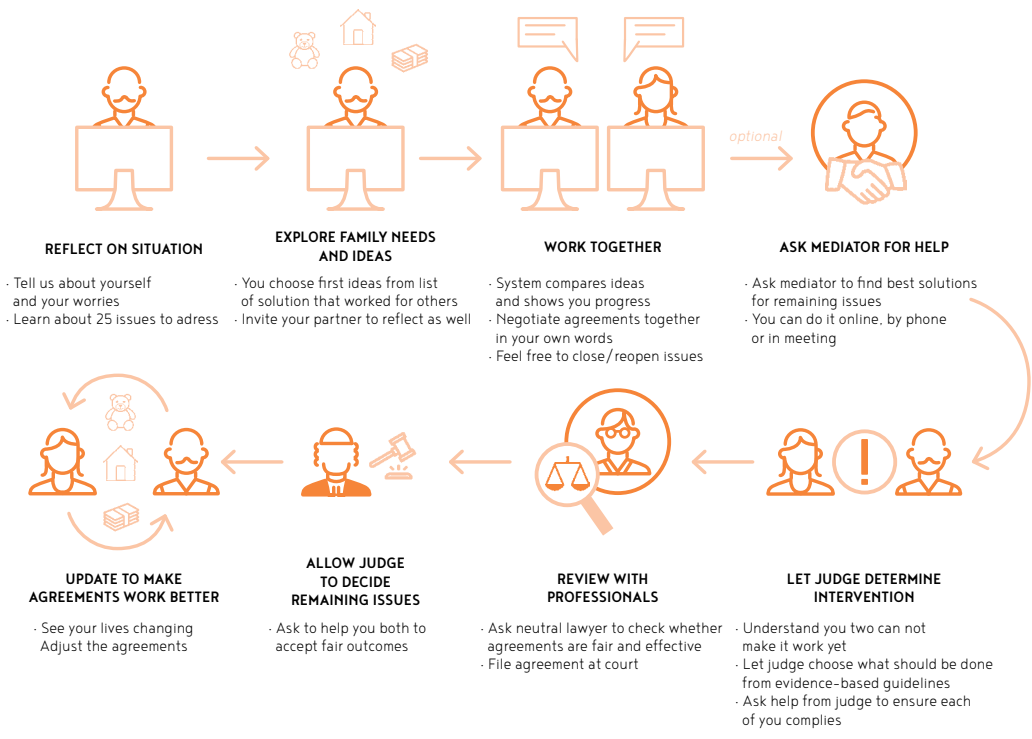 optional
REFLECT ON SITUATION
· Tell us about yourself
and your worries
· Learn about 25 issues to adress
EXPLORE FAMILY NEEDS
AND IDEAS
· You choose first ideas from list
of solution that worked for others
· Invite your partner to reflect as well
WORK TOGETHER
· System compares ideas
and shows you progress
· Negotiate agreements together
in your own words
· Feel free to close/reopen issues
ASK MEDIATOR FOR HELP
· Ask mediator to find best solutions
for remaining issues
· You can do it online, by phone
or in meeting
UPDATE TO MAKE
AGREEMENTS WORK BETTER
· See your lives changing
Adjust the agreements
ALLOW JUDGE
TO DECIDE
REMAINING ISSUES
· Ask to help you both to
accept fair outcomes
REVIEW WITH
PROFESSIONALS
· Ask neutral lawyer to check whether
agreements are fair and effective
· File agreement at court
LET JUDGE DETERMINE
INTERVENTION
· Understand you two can not
make it work yet
· Let judge choose what should be done
from evidence-based guidelines
· Ask help from judge to ensure each
of you complies